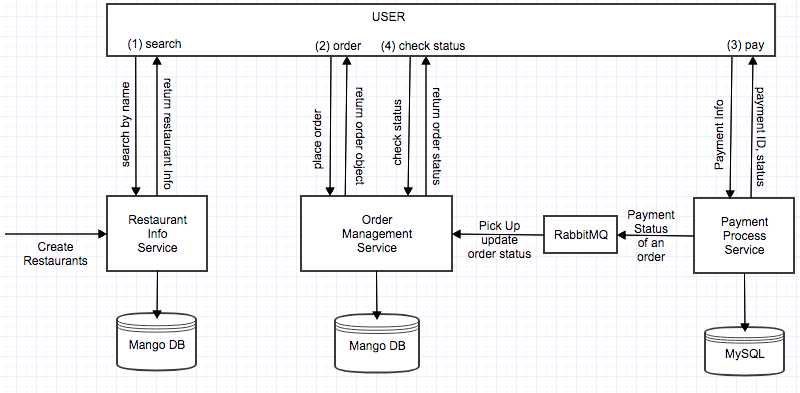 USER
(1) search
(2) order
(4) check status
(3) pay
search by name
return restaurant Info
place order
return order object
check status
return order status
Payment Info
payment ID, status
Create
Restaurants
Restaurant
Info
Service
Order
Management
Service
Pick Up
update
order status
RabbitMQ
Payment
Status
of an
order
Payment
Process
Service
Mango DB
Mango DB
MySQL